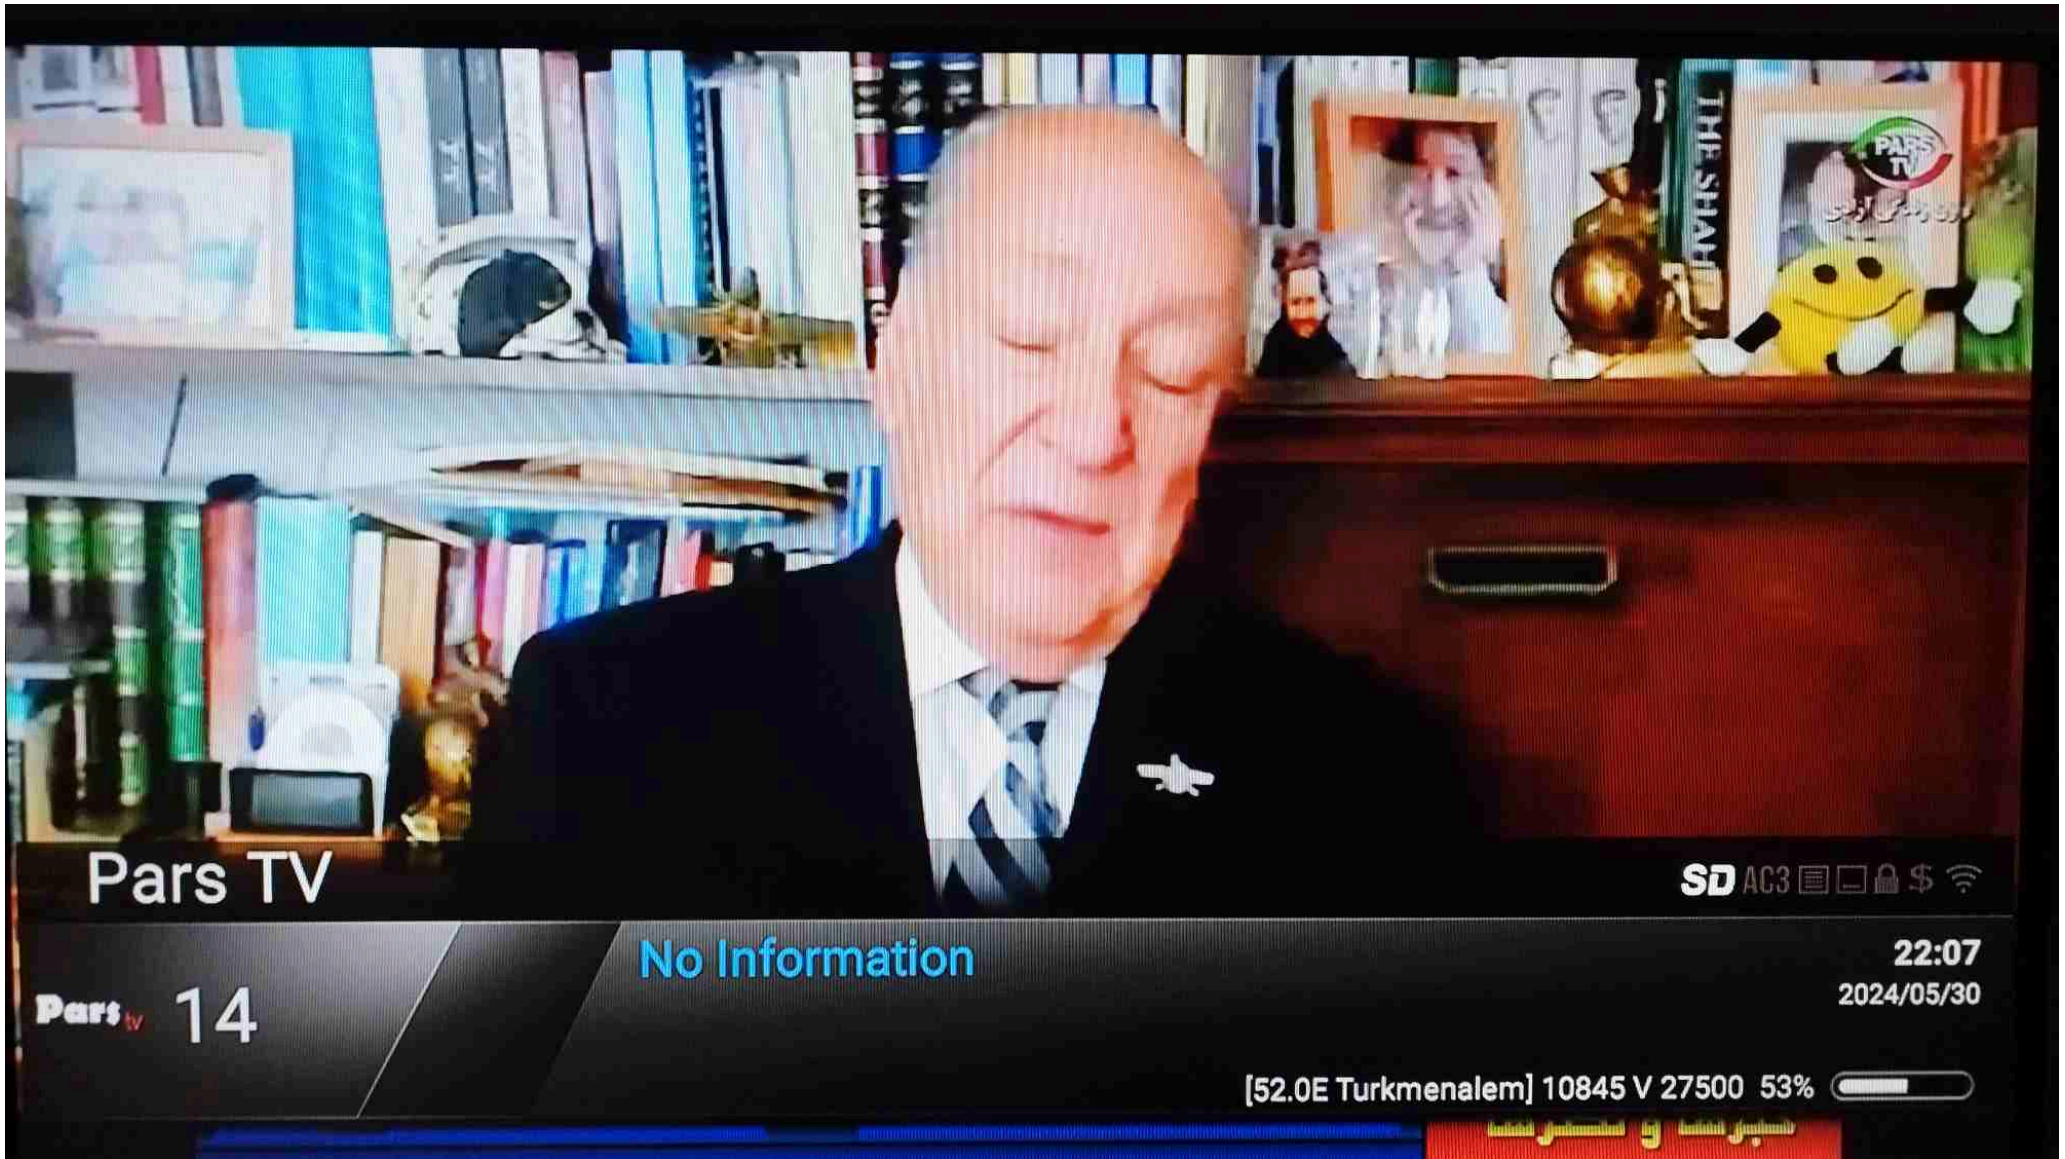 THE SHAH
PARS
TV
Pars TV
SD AC3 $
No Information
22:07
2024/05/30
Pars tv 14
[52.0E Turkmenalem] 10845 V 27500 53%